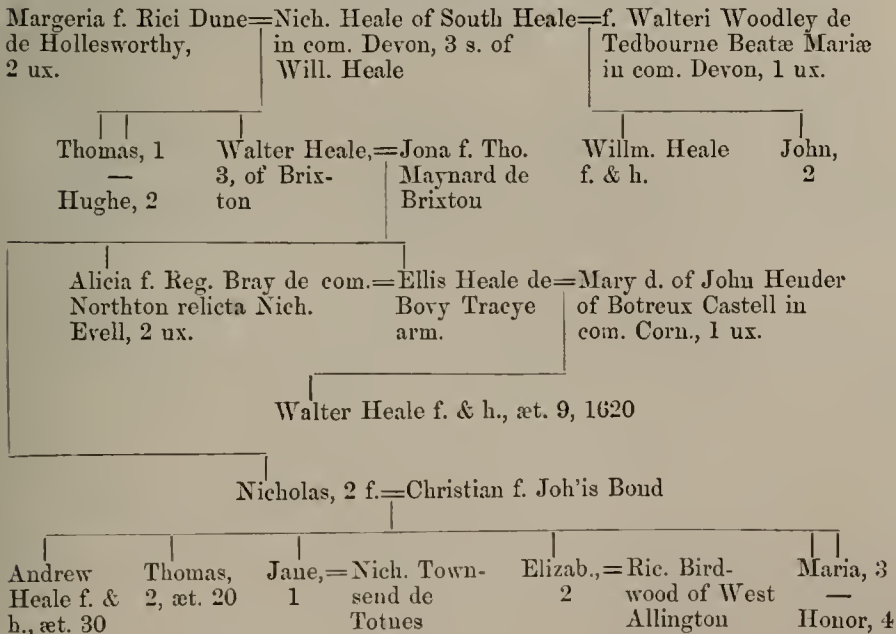 Margeria f. Rici Dune=Nich. Heale of South Heale=f. Walteri Woodley de
de Hollesworthy, in com. Devon, 3 s. of Tedbourne Beatæ Mariæ
2 ux. Will. Heale in com. Devon, 1 ux.
Thomas, 1 Walter Heale,=Jona f. Tho. Willm. Heale John,
— 3, of Brix- Maynard de f. & h. 2
Hughe, 2 ton Brixton
Alicia f. Reg. Bray de com.=Ellis Heale de=Mary d. of John Hender
Northton relicta Nich. Bovy Tracye of Botreux Castell in
Evell, 2 ux. arm. com. Corn., 1 ux.
Walter Heale f. & h., æt. 9, 1620
Nicholas, 2 f.=Christian f. Joh'is Bond
Andrew Thomas, Jane,=Nich. Town- Elizab.,=Ric. Bird- Maria, 3
Heale f. & 2, æt. 20 1 send de 2 wood of West —
h., æt. 30 Totnes Allington Honor, 4